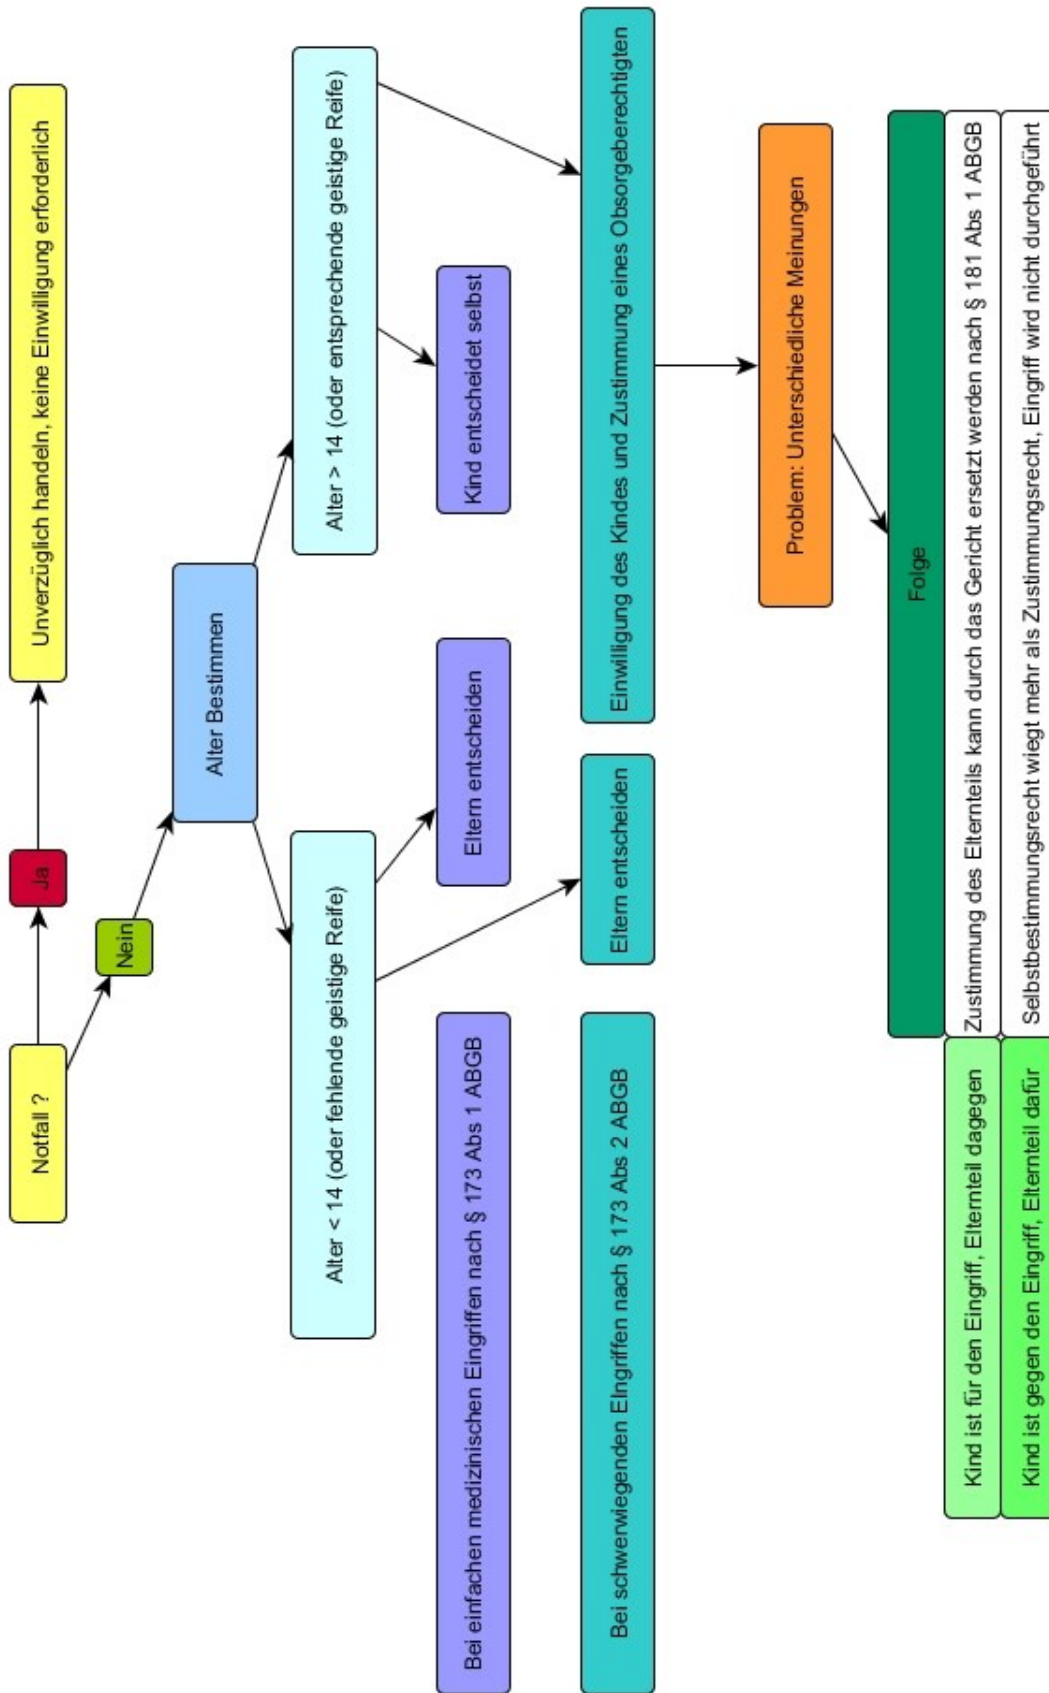 Notfall ?
Ja
Unverzüglich handeln, keine Einwilligung erforderlich
Nein
Alter Bestimmen
Alter < 14 (oder fehlende geistige Reife)
Alter > 14 (oder entsprechende geistige Reife)
Bei einfachen medizinischen Eingriffen nach § 173 Abs 1 ABGB
Eltern entscheiden
Kind entscheidet selbst
Bei schwerwiegenden EIngriffen nach § 173 Abs 2 ABGB
Eltern entscheiden
Einwilligung des Kindes und Zustimmung eines Obsorgeberechtigten
Problem: Unterschiedliche Meinungen
Folge
Kind ist für den Eingriff, Elternteil dagegen
Zustimmung des Elternteils kann durch das Gericht ersetzt werden nach § 181 Abs 1 ABGB
Kind ist gegen den Eingriff, Elternteil dafür
Selbstbestimmungsrecht wiegt mehr als Zustimmungsrecht, Eingriff wird nicht durchgeführt